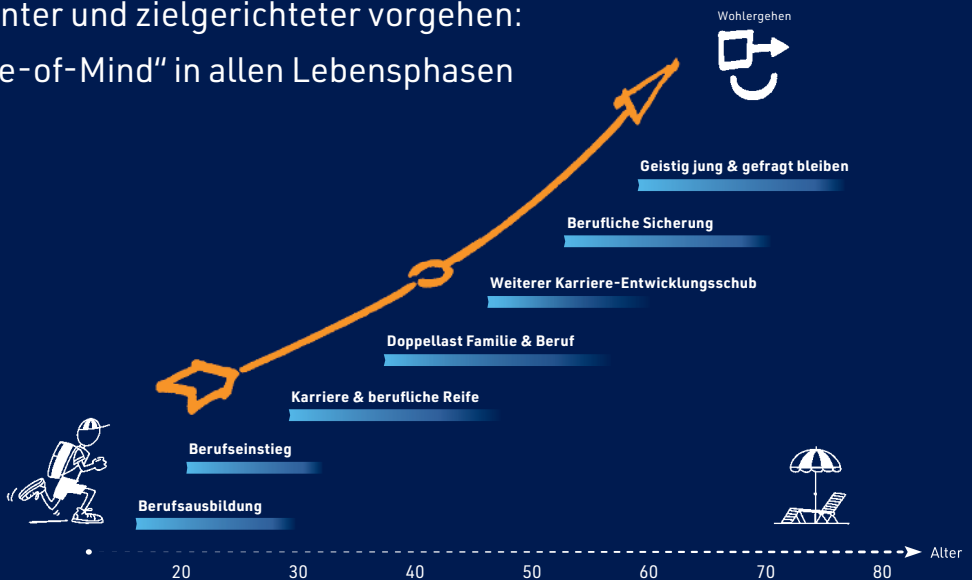 nter und zielgerichteter vorgehen:
e-of-Mind“ in allen Lebensphasen
Wohlergehen
Geistig jung & gefragt bleiben
Berufliche Sicherung
Weiterer Karriere-Entwicklungsschub
Doppellast Familie & Beruf
Karriere & berufliche Reife
Berufseinstieg
Berufsausbildung
Alter
20 30 40 50 60 70 80